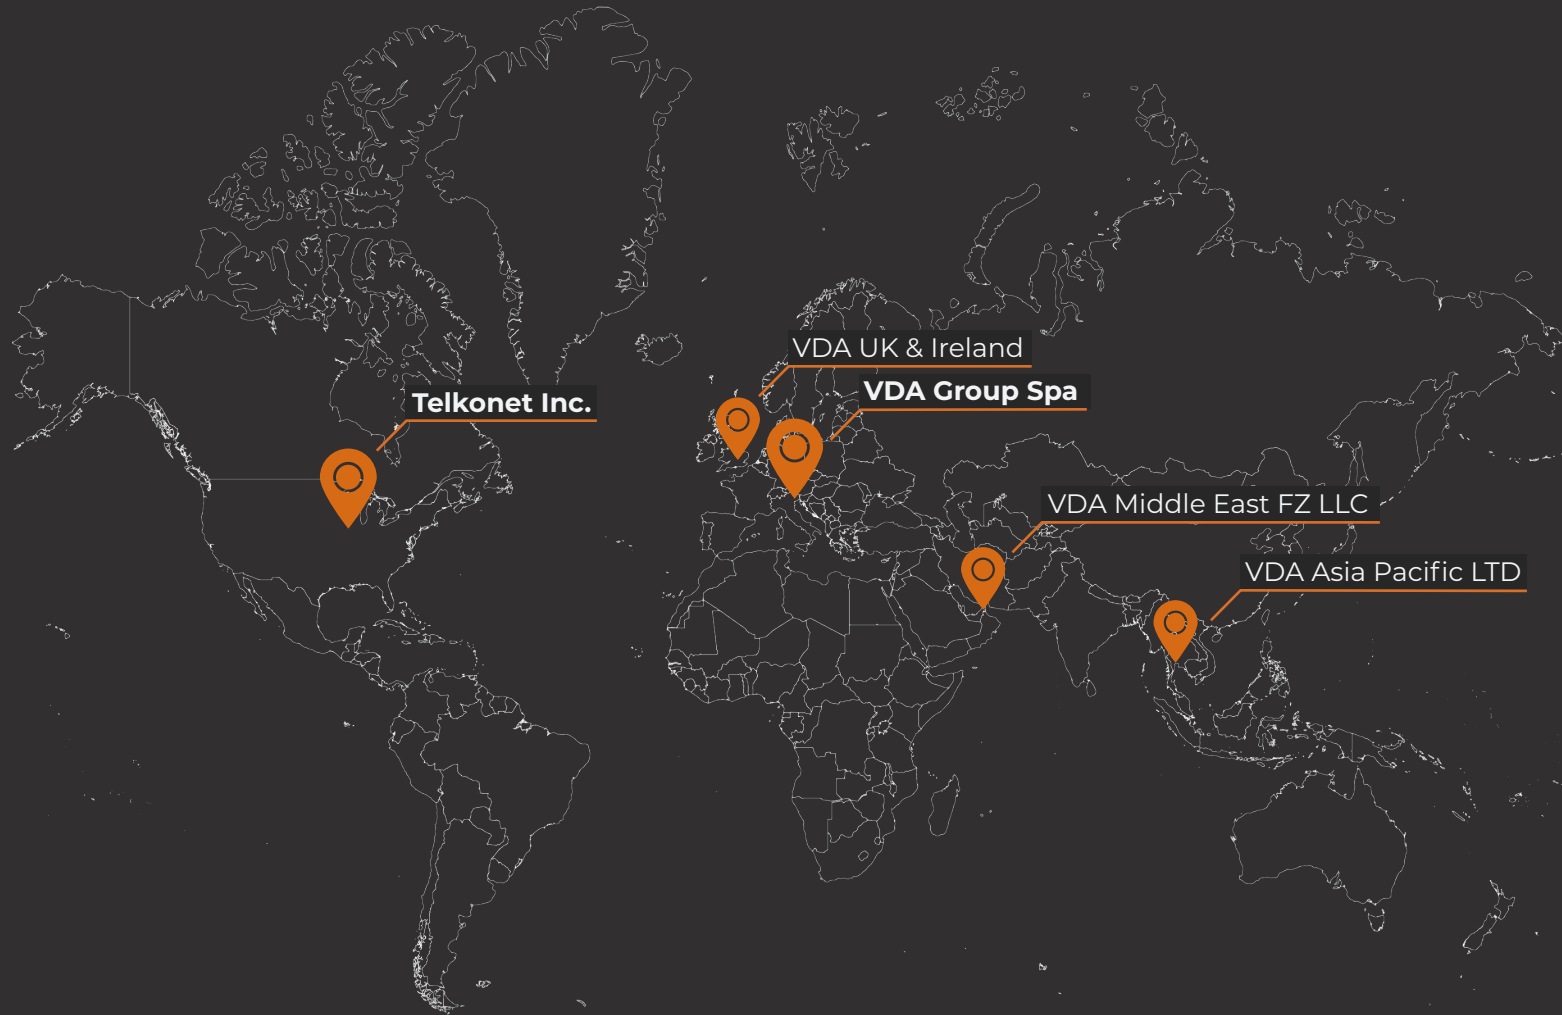 VDA UK & Ireland
VDA Group Spa
Telkonet Inc.
VDA Middle East FZ LLC
VDA Asia Pacific LTD